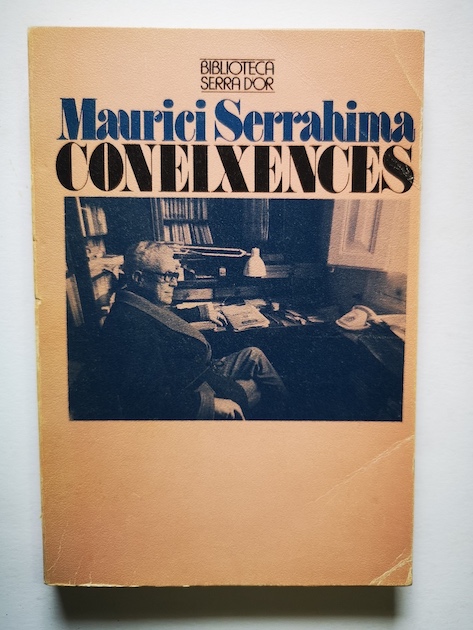 BIBLIOTECA
SERRA D'OR
Maurici Serrahima
CONEIXENCES